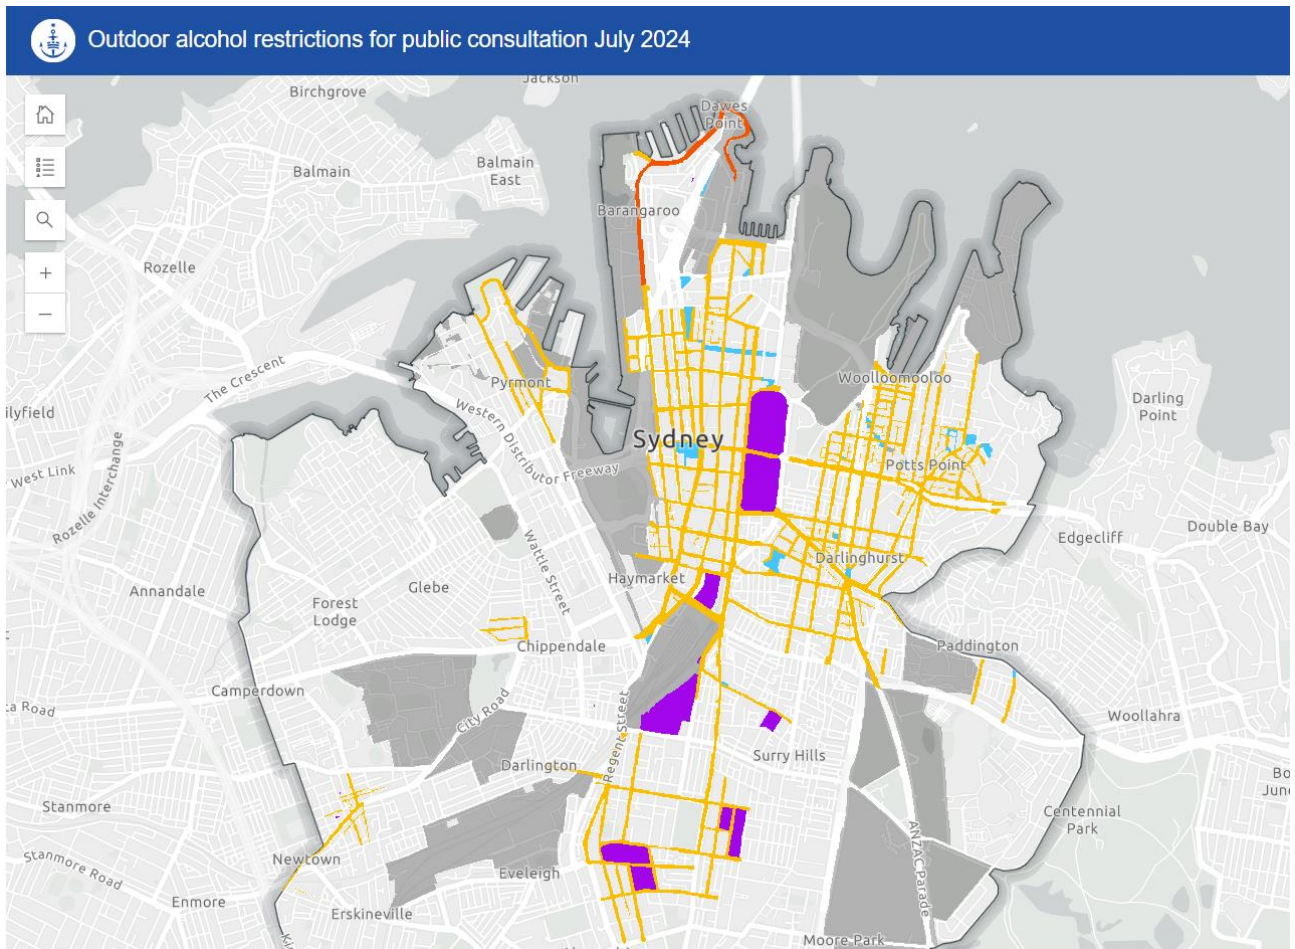 Outdoor alcohol restrictions for public consultation July 2024
Jackson
Birchgrove
Dawes
Point
Balmain
Balmain
East
Barangaroo
Rozelle
The Crescent
Pyrmont
Woolloomooloo
Darling
Point
ilyfield
Western Distributor Freeway
Sydney
Potts Point
West Link
Rozelle Interchange
Wattle Street
Edgecliff
Double Bay
Darlinghurst
Haymarket
Annandale
Glebe
Forest
Lodge
Chippendale
Paddington
Camperdown
ta Road
City Road
Regent Street
Woollahra
Surry Hills
Darlington
Bo
Junc
Stanmore
Centennial
Park
ANZAC Parade
Newtown
Stanmore Road
Eveleigh
Enmore
Erskineville
Moore Park